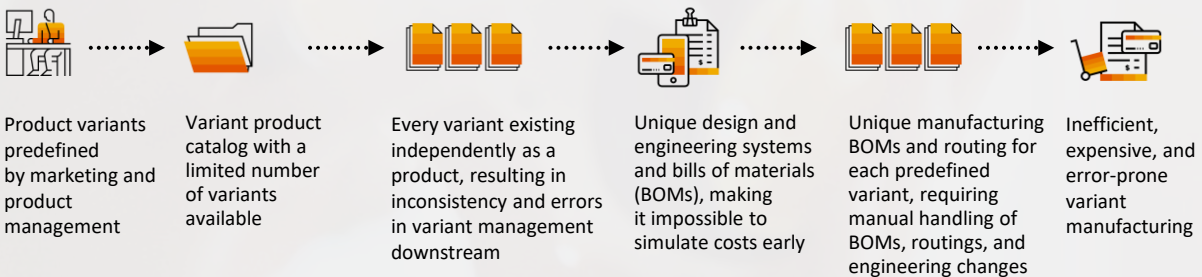 Product variants
predefined
by marketing and
product
management
Variant product
catalog with a
limited number
of variants
available
Every variant existing
independently as a
product, resulting in
inconsistency and errors
in variant management
downstream
Unique design and
engineering systems
and bills of materials
(BOMs), making
it impossible to
simulate costs early
Unique manufacturing
BOMs and routing for
each predefined
variant, requiring
manual handling of
BOMs, routings, and
engineering changes
Inefficient,
expensive, and
error-prone
variant
manufacturing